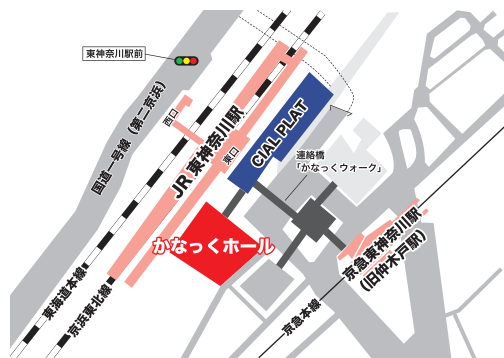 東神奈川駅前
国道一号線（第二京浜）
西口
JR 東神奈川駅
東口
CIAL PLAT
連絡橋
「かなっくウォーク」
かなっくホール
京急東神奈川駅
（旧仲木戸駅）
東海道本線
京浜東北線
京急本線